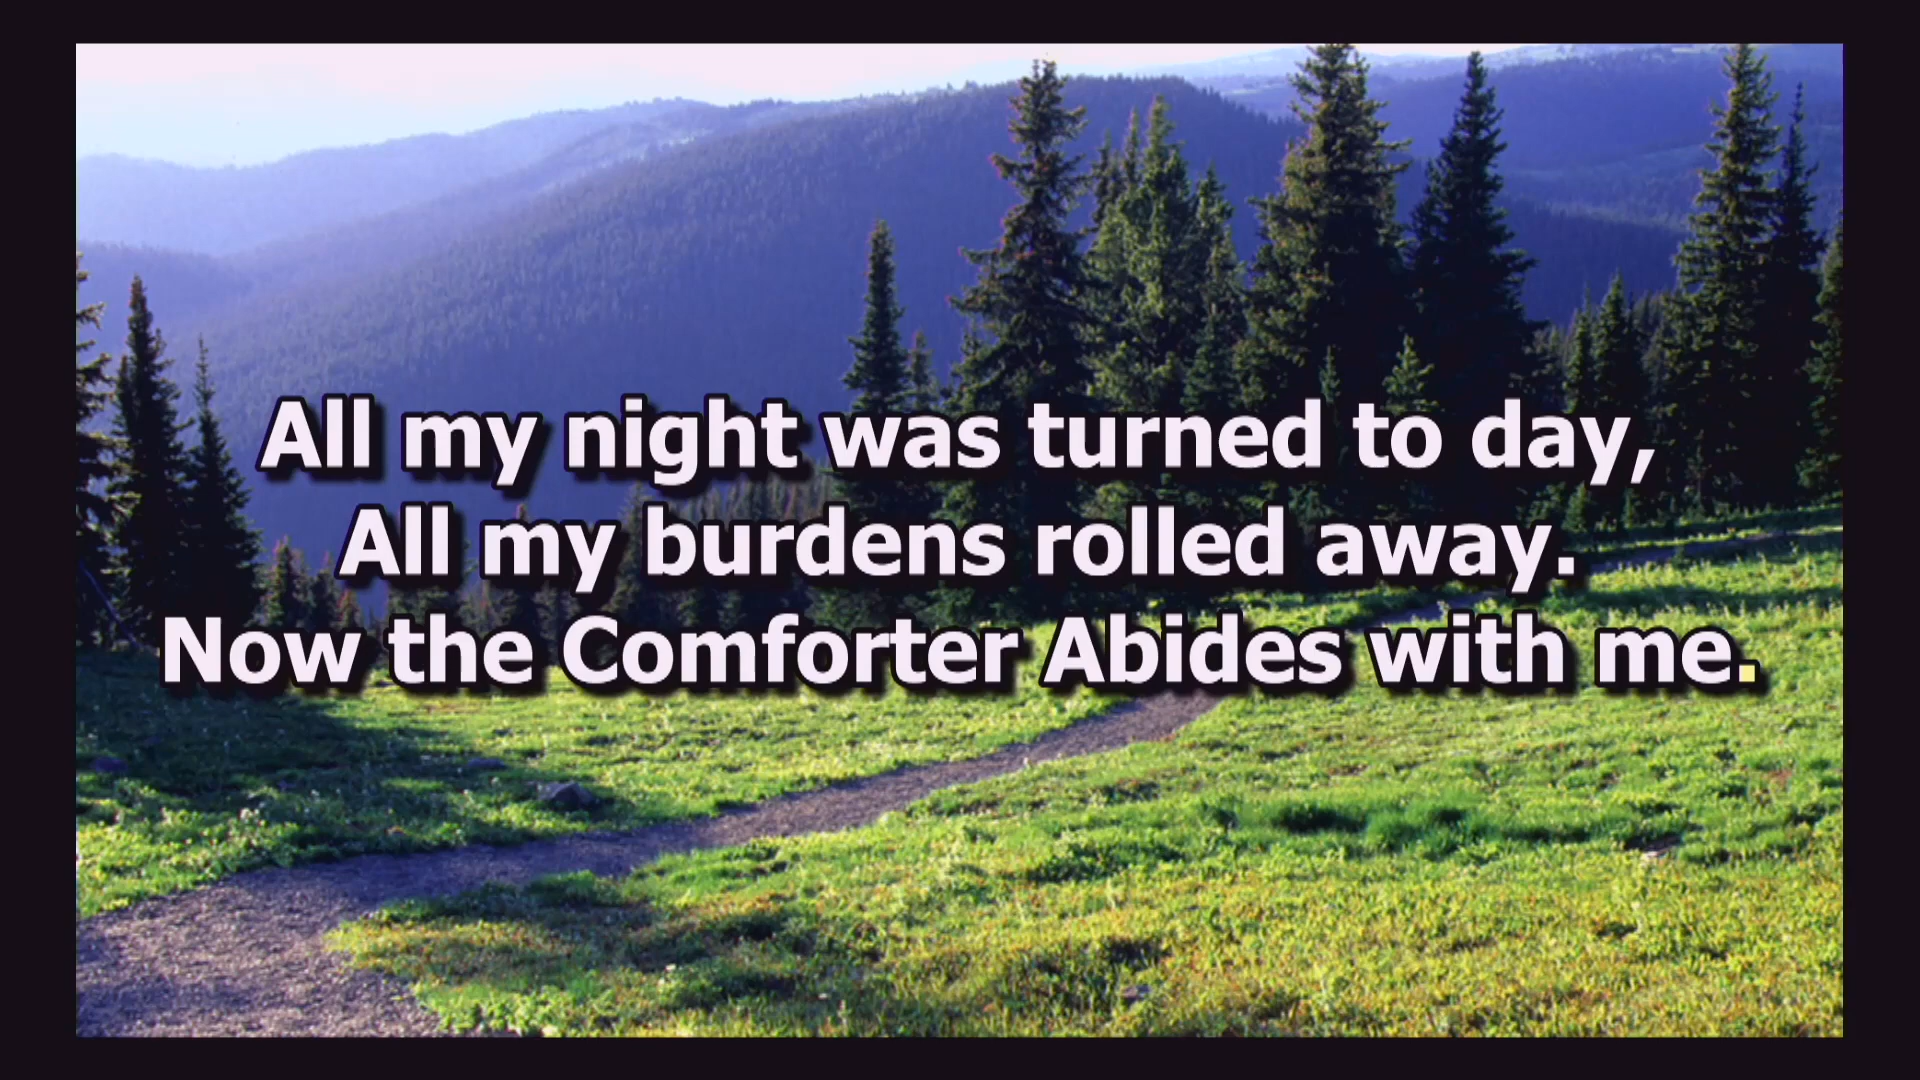 All my night was turned to day,
All my burdens rolled away.
Now the Comforter Abides with me.